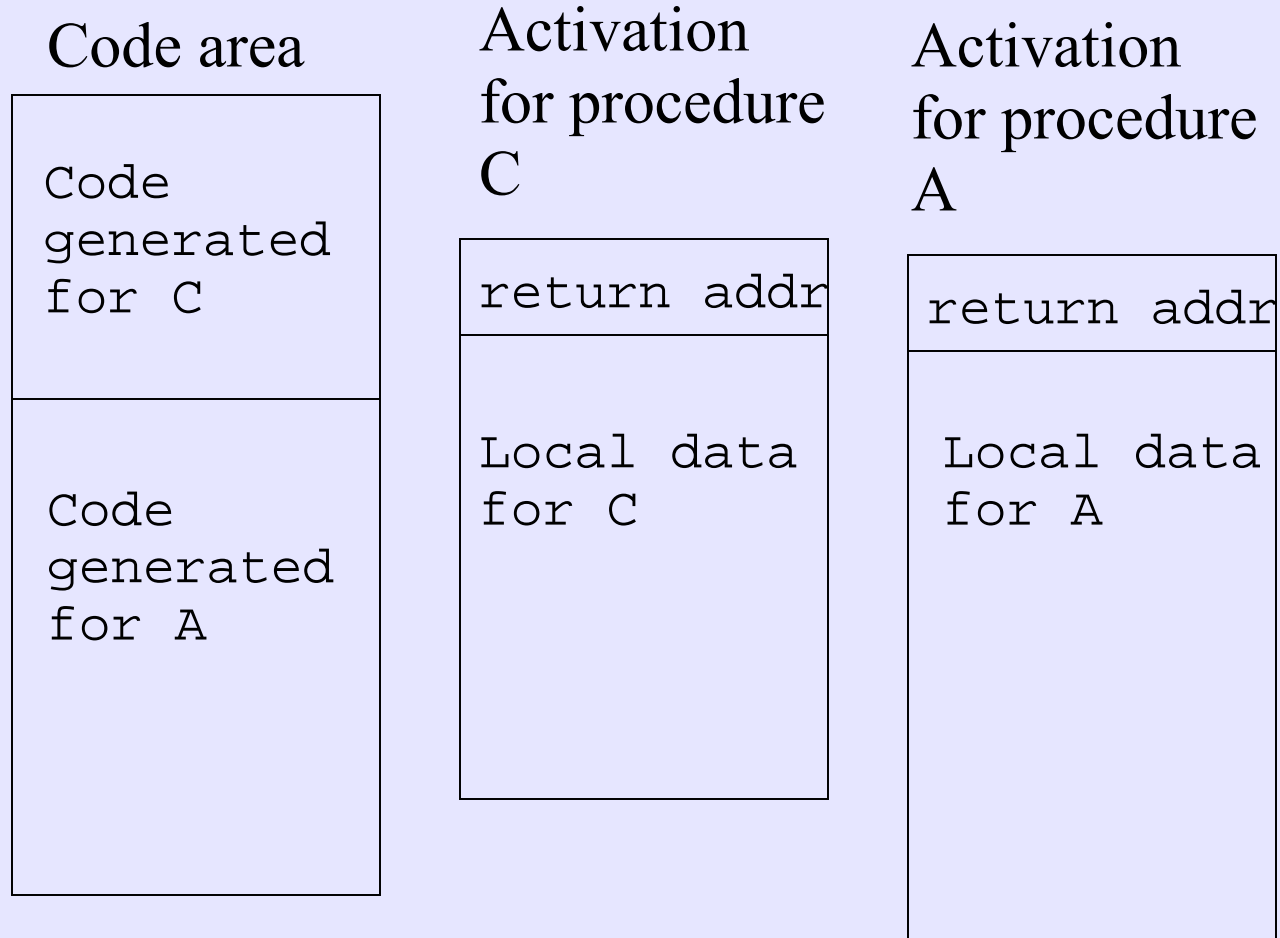 Code area
Code
generated
for C
Code
generated
for A
Activation
for procedure
C
return addr
Local data
for C
Activation
for procedure
A
return addr
Local data
for A